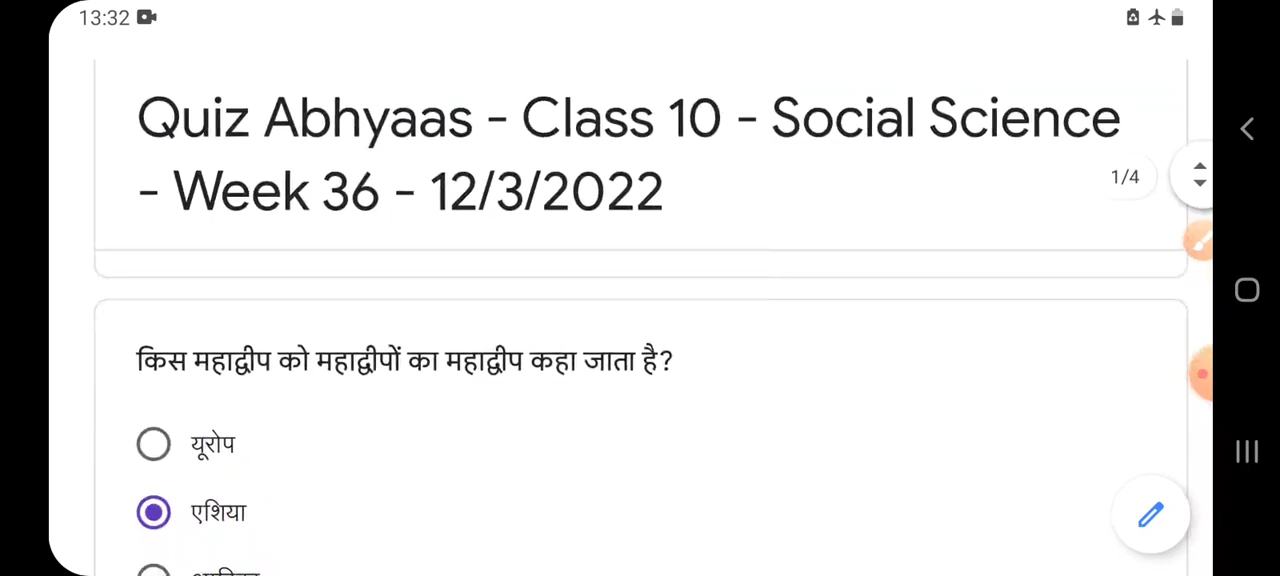 13:32
Quiz Abhyaas - Class 10 - Social Science
- Week 36 - 12/3/2022
1/4
किस महाद्वीप को महाद्वीपों का महाद्वीप कहा जाता है?
यूरोप
एशिया